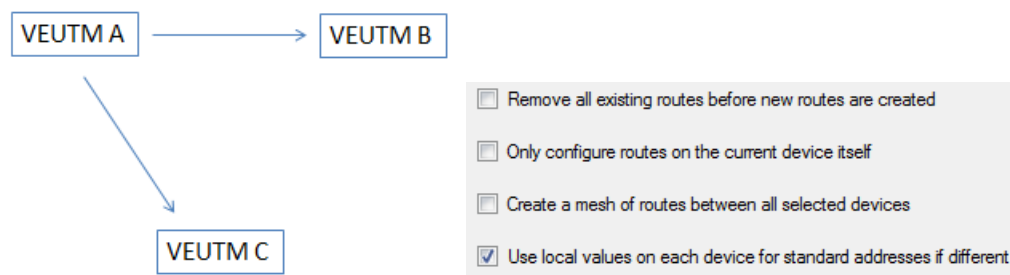 VEUTM A
VEUTM B
Remove all existing routes before new routes are created
Only configure routes on the current device itself
Create a mesh of routes between all selected devices
VEUTM C
Use local values on each device for standard addresses if different